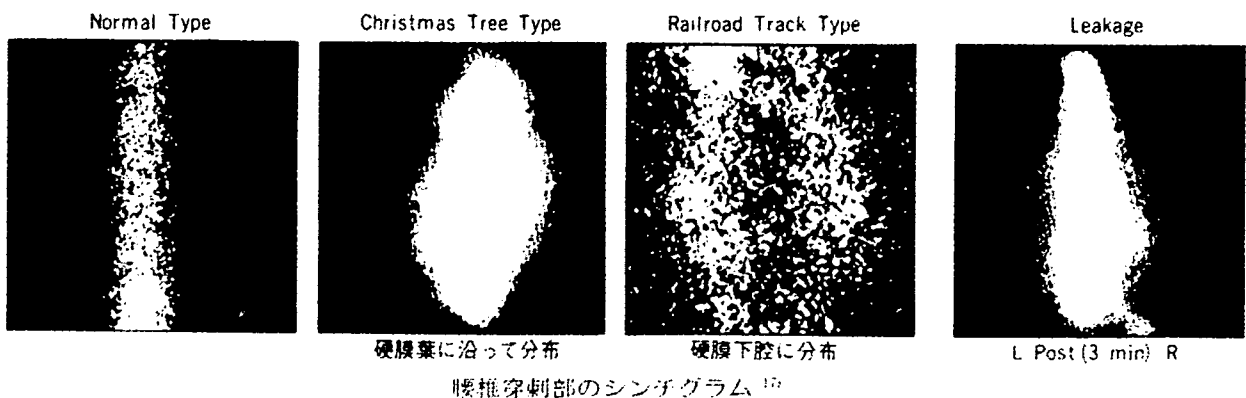 Normal Type
Christmas Tree Type
Railroad Track Type
Leakage
硬膜葉に沿って分布
硬膜下腔に分布
L Post (3 min) R
腰椎穿刺部のシンチグラム